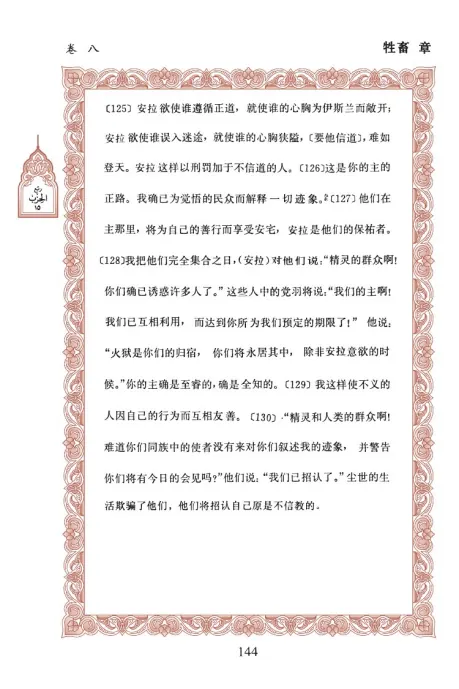 卷 八
牲畜 章
〔125〕安拉欲使谁遵循正道，就使谁的心胸为伊斯兰而敞开；
安拉欲使谁误入迷途，就使谁的心胸狭隘，〔要他信道〕，难如
登天。安拉这样以刑罚加于不信道的人。〔126〕这是你的主的
正路。我确已为觉悟的民众而解释一切迹象。〔127〕他们在
主那里，将为自己的善行而享受安宅，安拉是他们的保祐者。
〔128〕我把他们完全集合之日，（安拉）对他们说：“精灵的群众啊！
你们确已诱惑许多人了。”这些人中的党羽将说：“我们的主啊！
我们已互相利用，而达到你所为我们预定的期限了！” 他说：
“火狱是你们的归宿，你们将永居其中，除非安拉意欲的时
候。”你的主确是至睿的，确是全知的。〔129〕我这样使不义的
人因自己的行为而互相友善。〔130〕“精灵和人类的群众啊！
难道你们同族中的使者没有来对你们叙述我的迹象，并警告
你们将有今日的会见吗？”他们说：“我们已招认了。”尘世的生
活欺骗了他们，他们将招认自己原是不信教的。
ربع
الحزب
١٥
144